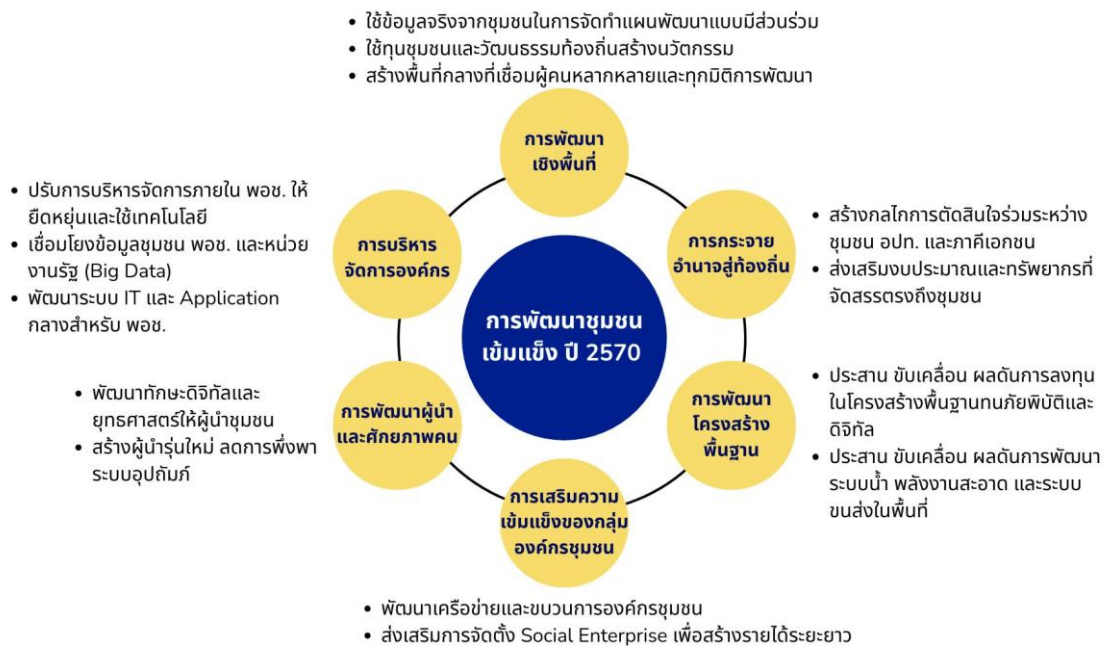 • ใช้ข้อมูลจริงจากชุมชนในการจัดทำแผนพัฒนาแบบมีส่วนร่วม
• ใช้ทุนชุมชนและวัฒนธรรมท้องถิ่นสร้างนวัตกรรม
• สร้างพื้นที่กลางที่เชื่อมผู้คนหลากหลายและทุกมิติการพัฒนา
การพัฒนา
เชิงพื้นที่
การกระจาย
อำนาจสู่ท้องถิ่น
• สร้างกลไกการตัดสินใจร่วมระหว่าง
ชุมชน อปท. และภาคีเอกชน
• ส่งเสริมงบประมาณและทรัพยากรที่
จัดสรรตรงถึงชุมชน
การพัฒนา
โครงสร้าง
พื้นฐาน
• ประสาน ขับเคลื่อน ผลดันการลงทุน
ในโครงสร้างพื้นฐานทนภัยพิบัติและ
ดิจิทัล
• ประสาน ขับเคลื่อน ผลดันการพัฒนา
ระบบน้ำ พลังงานสะอาด และระบบ
ขนส่งในพื้นที่
การเสริมความ
เข้มแข็งของกลุ่ม
องค์กรชุมชน
• พัฒนาเครือข่ายและขบวนการองค์กรชุมชน
• ส่งเสริมการจัดตั้ง Social Enterprise เพื่อสร้างรายได้ระยะยาว
การพัฒนาผู้นำ
และศักยภาพคน
• พัฒนาทักษะดิจิทัลและ
ยุทธศาสตร์ให้ผู้นำชุมชน
• สร้างผู้นำรุ่นใหม่ ลดการพึ่งพา
ระบบอุปถัมภ์
การบริหาร
จัดการองค์กร
• ปรับการบริหารจัดการภายใน พอช. ให้
ยืดหยุ่นและใช้เทคโนโลยี
• เชื่อมโยงข้อมูลชุมชน พอช. และหน่วย
งานรัฐ (Big Data)
• พัฒนาระบบ IT และ Application
กลางสำหรับ พอช.
การพัฒนาชุมชน
เข้มแข็ง ปี 2570